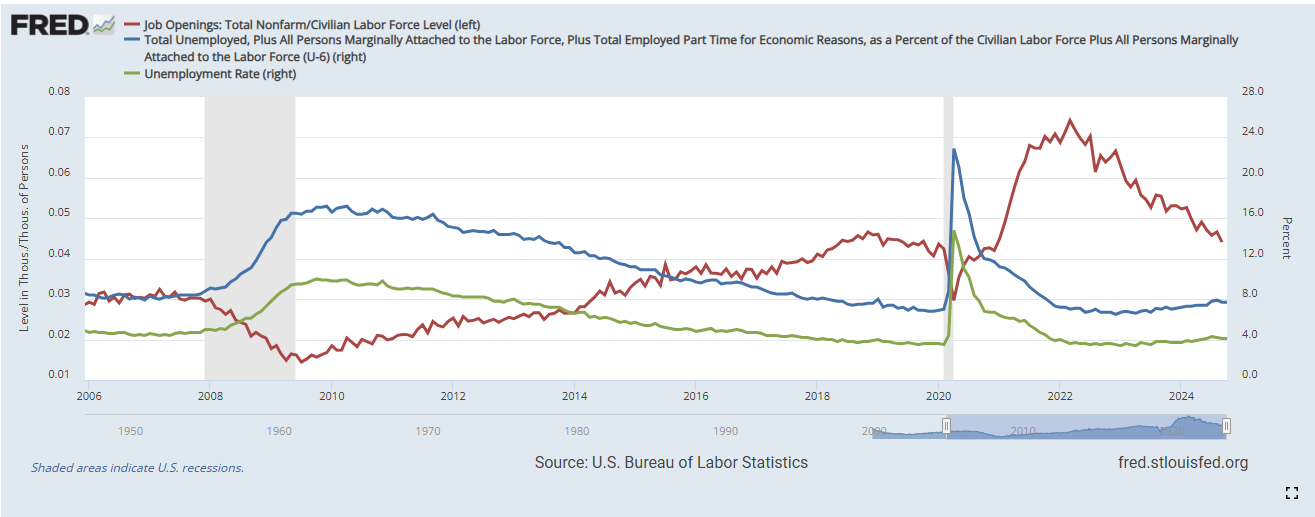 FRED
Job Openings: Total Nonfarm/Civilian Labor Force Level (left)
Total Unemployed, Plus All Persons Marginally Attached to the Labor Force, Plus Total Employed Part Time for Economic Reasons, as a Percent of the Civilian Labor Force Plus All Persons Marginally
Attached to the Labor Force (U-6) (right)
Unemployment Rate (right)
0.08 28.0
0.07 24.0
0.06 20.0
0.05 16.0
0.04 12.0
0.03 8.0
0.02 4.0
0.01 0.0
Level in Thous./Thous. of Persons
Percent
2006 2008 2010 2012 2014 2016 2018 2020 2022 2024
1950 1960 1970 1980 1990 2000 2010
Shaded areas indicate U.S. recessions.
Source: U.S. Bureau of Labor Statistics
fred.stlouisfed.org